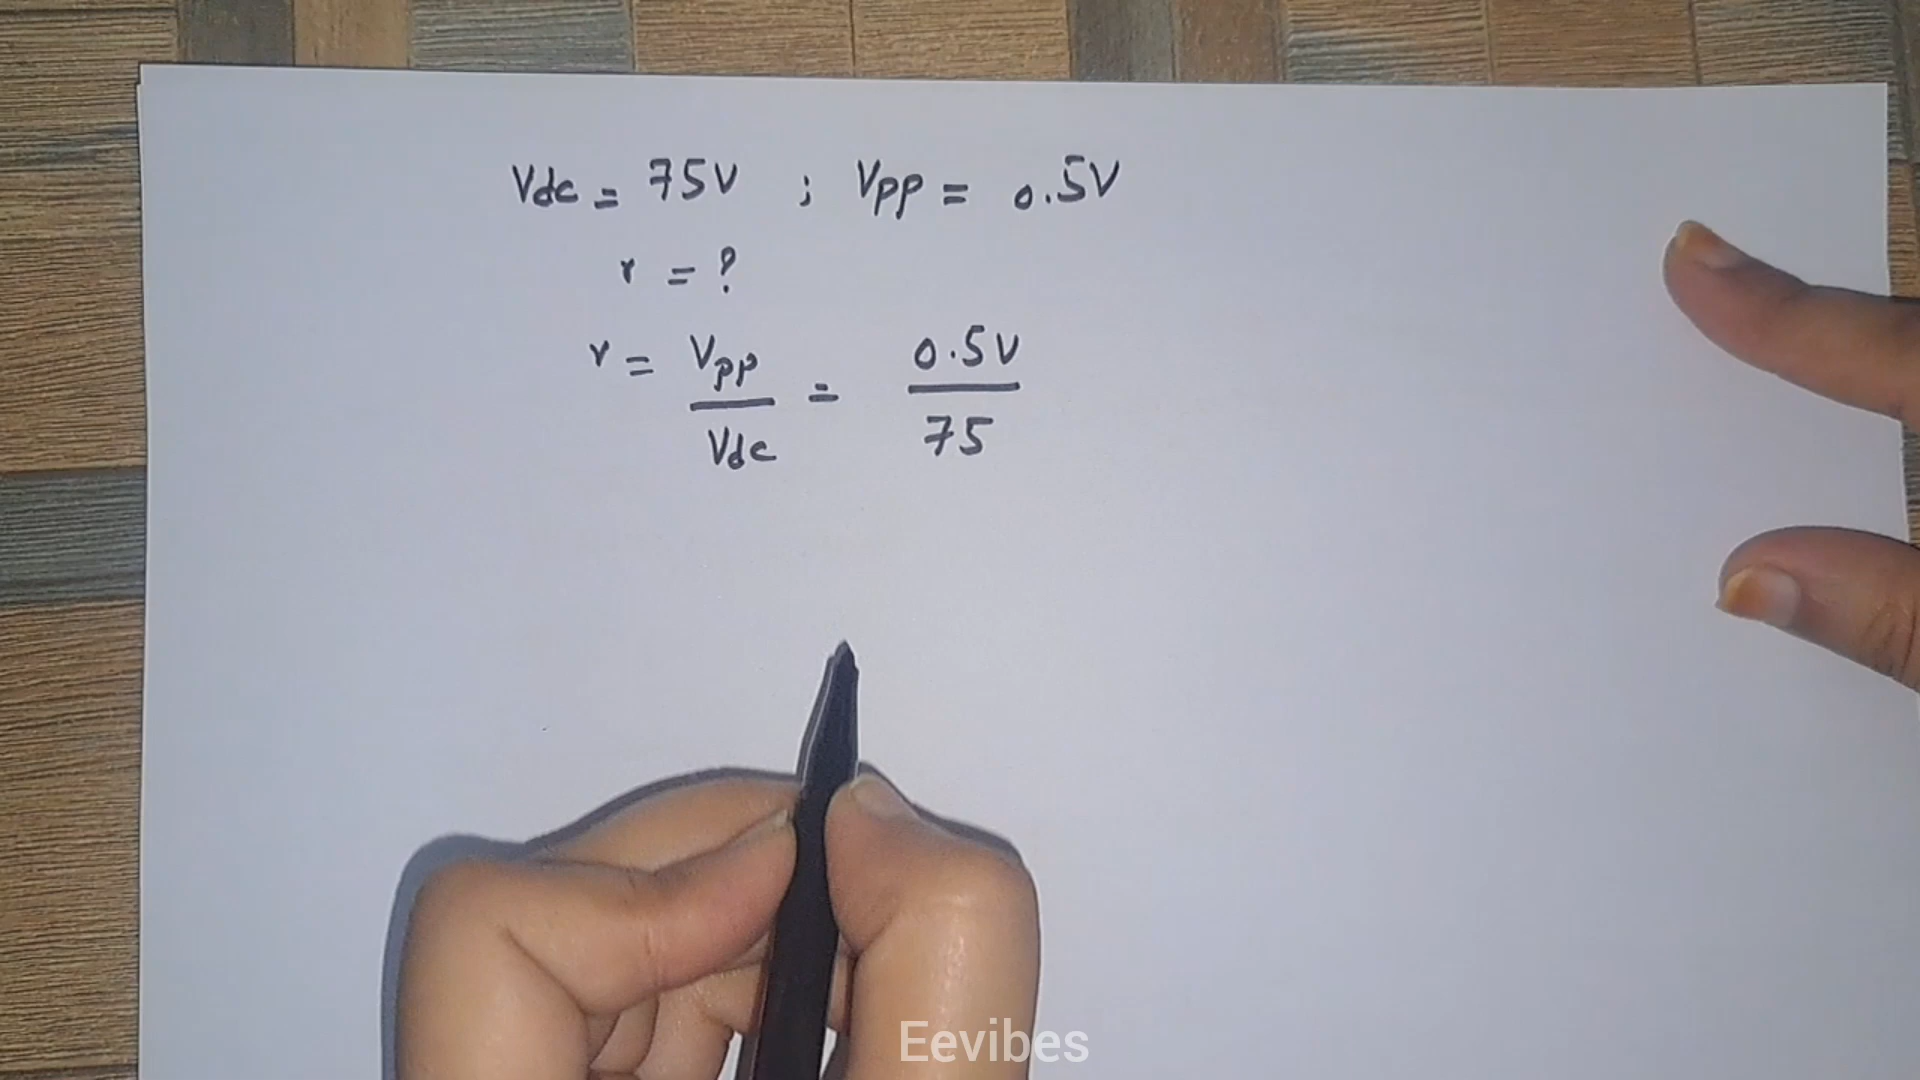 Vdc = 75V ; Vpp = 0.5V
r = ?
r = Vpp/Vdc = 0.5V/75
Eevibes